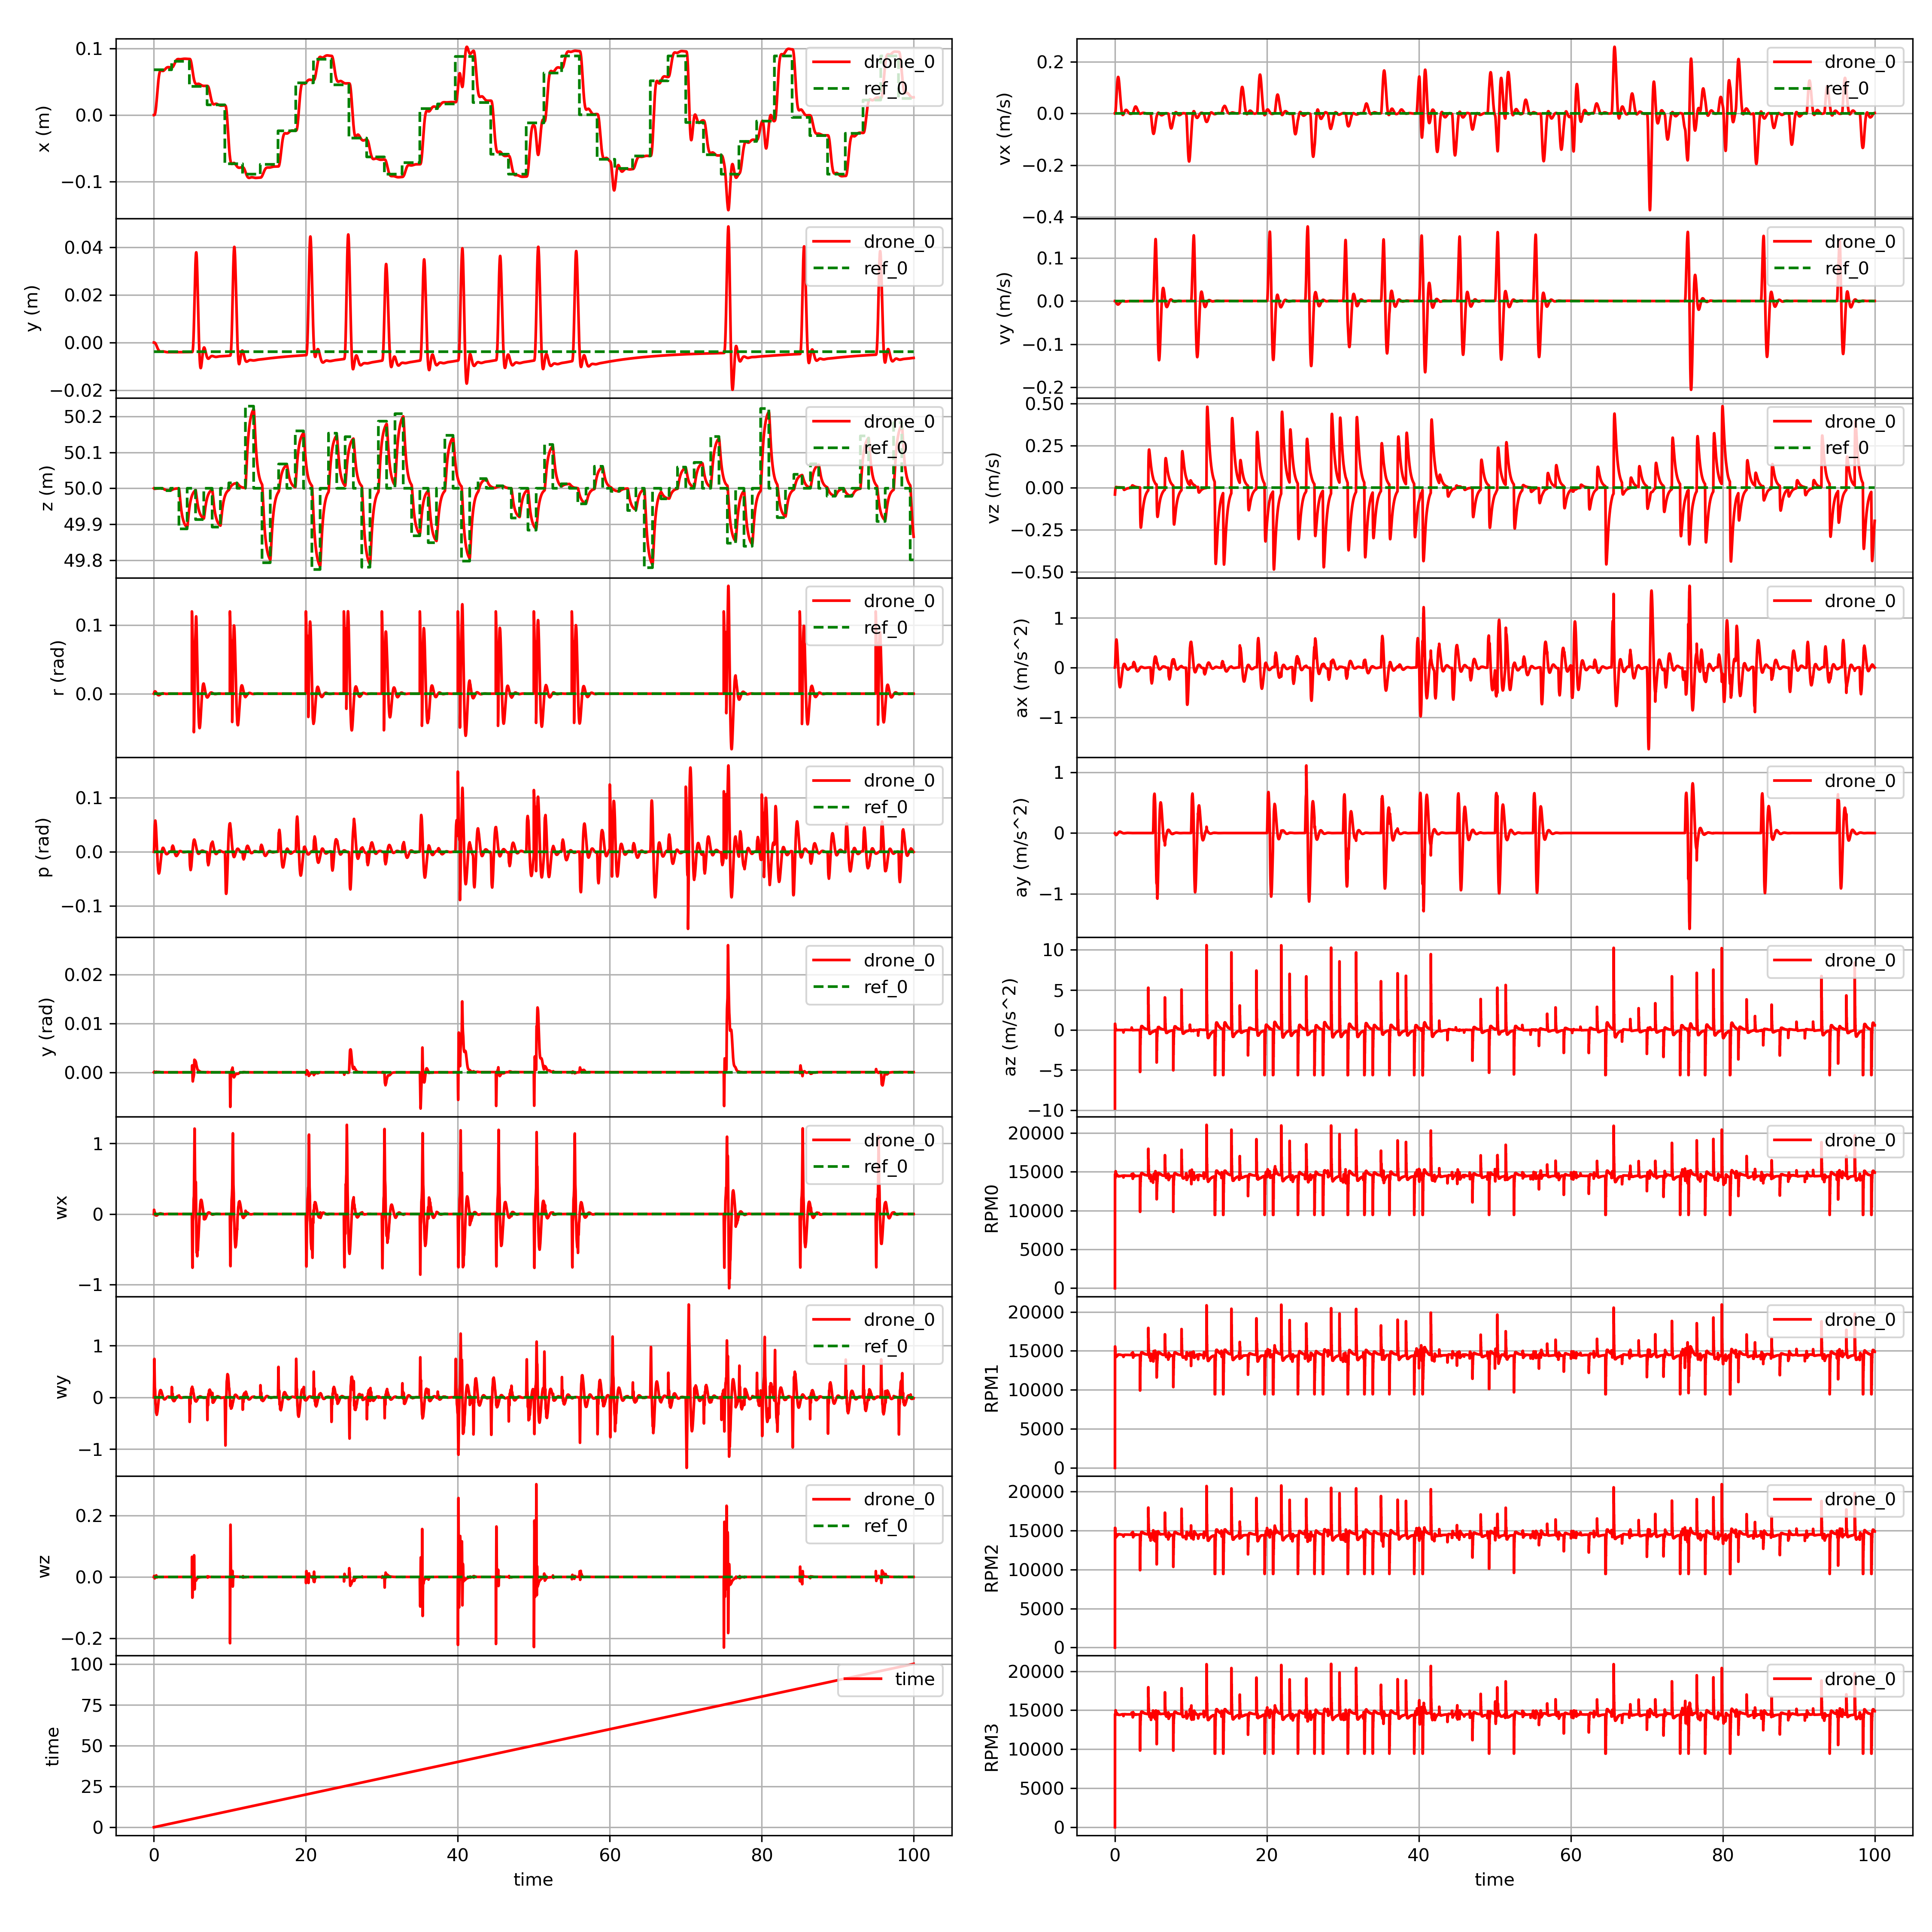 x (m)
0.1
0.0
−0.1
drone_0
ref_0
y (m)
0.04
0.02
0.00
−0.02
drone_0
ref_0
z (m)
50.2
50.1
50.0
49.9
49.8
drone_0
ref_0
r (rad)
0.1
0.0
drone_0
ref_0
p (rad)
0.1
0.0
−0.1
drone_0
ref_0
y (rad)
0.02
0.01
0.00
drone_0
ref_0
wx
1
0
−1
drone_0
ref_0
wy
1
0
−1
drone_0
ref_0
wz
0.2
0.0
−0.2
drone_0
ref_0
time
100
75
50
25
0
time
0 20 40 60 80 100
time
vx (m/s)
0.2
0.0
−0.2
−0.4
drone_0
ref_0
vy (m/s)
0.1
0.0
−0.1
−0.2
drone_0
ref_0
vz (m/s)
0.50
0.25
0.00
−0.25
−0.50
drone_0
ref_0
ax (m/s^2)
1
0
−1
drone_0
ay (m/s^2)
1
0
−1
drone_0
az (m/s^2)
10
5
0
−5
−10
drone_0
RPM0
20000
15000
10000
5000
0
drone_0
RPM1
20000
15000
10000
5000
0
drone_0
RPM2
20000
15000
10000
5000
0
drone_0
RPM3
20000
15000
10000
5000
0
drone_0
0 20 40 60 80 100
time